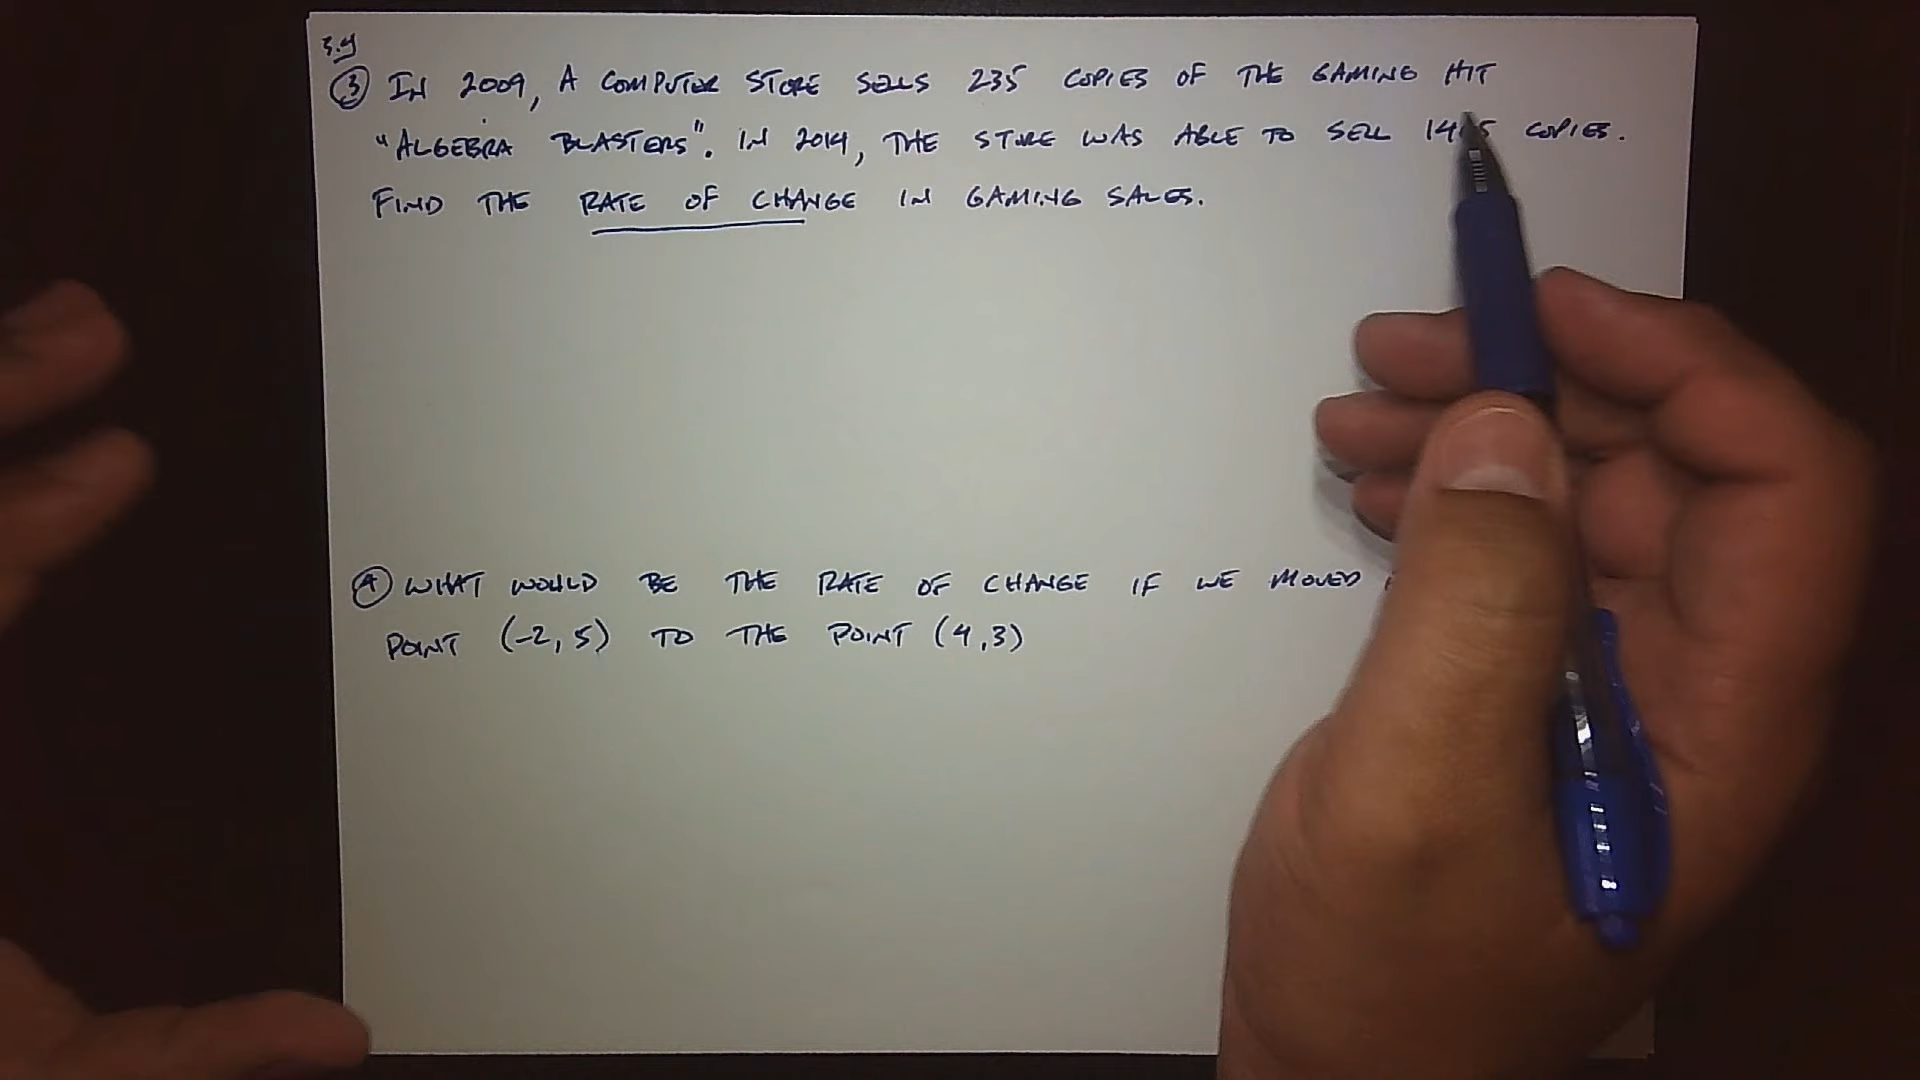 3.4
③ IN 2009, A COMPUTER STORE SELLS 235 COPIES OF THE GAMING HIT
"ALGEBRA BLASTERS". IN 2014, THE STORE WAS ABLE TO SELL COPIES.
FIND THE RATE OF CHANGE IN GAMING SALES.
④ WHAT WOULD BE THE RATE OF CHANGE IF WE MOVED
POINT (-2, 5) TO THE POINT (4,3)